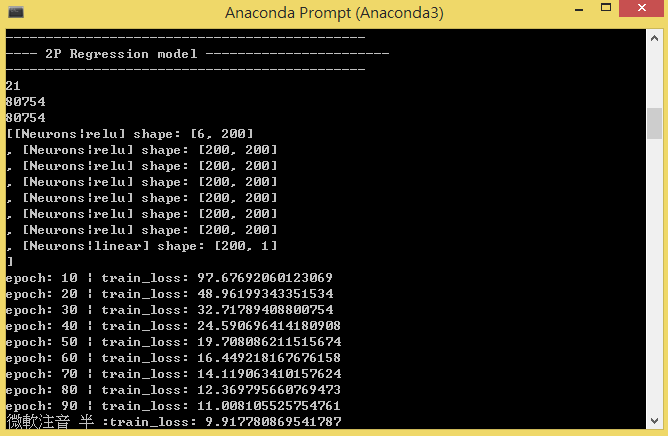 Anaconda Prompt (Anaconda3)
---------------------------------------------
---- 2P Regression model -----------------------
---------------------------------------------
21
80754
80754
[[Neurons¦relu] shape: [6, 200]
, [Neurons¦relu] shape: [200, 200]
, [Neurons¦relu] shape: [200, 200]
, [Neurons¦relu] shape: [200, 200]
, [Neurons¦relu] shape: [200, 200]
, [Neurons¦relu] shape: [200, 200]
, [Neurons¦linear] shape: [200, 1]
]
epoch: 10 ¦ train_loss: 97.67692060123069
epoch: 20 ¦ train_loss: 48.96199343351534
epoch: 30 ¦ train_loss: 32.71789408800754
epoch: 40 ¦ train_loss: 24.590696414180908
epoch: 50 ¦ train_loss: 19.708086211515674
epoch: 60 ¦ train_loss: 16.449218167676158
epoch: 70 ¦ train_loss: 14.119063410157624
epoch: 80 ¦ train_loss: 12.369795660769473
epoch: 90 ¦ train_loss: 11.008105525754761
微軟注音 半 :train_loss: 9.917780869541787